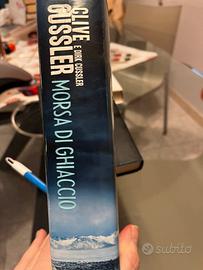 CLIVE
CUSSLER
E DIRK CUSSLER
MORSA DI GHIACCIO
subito